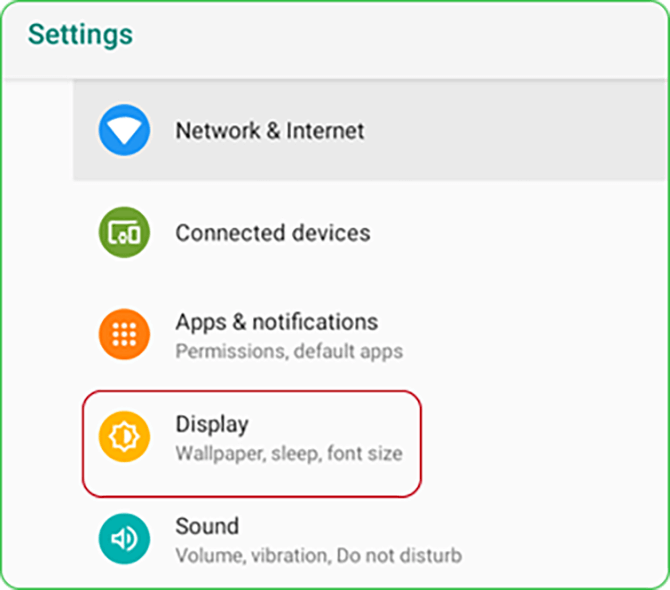 Settings
Network & Internet
Connected devices
Apps & notifications
Permissions, default apps
Display
Wallpaper, sleep, font size
Sound
Volume, vibration, Do not disturb